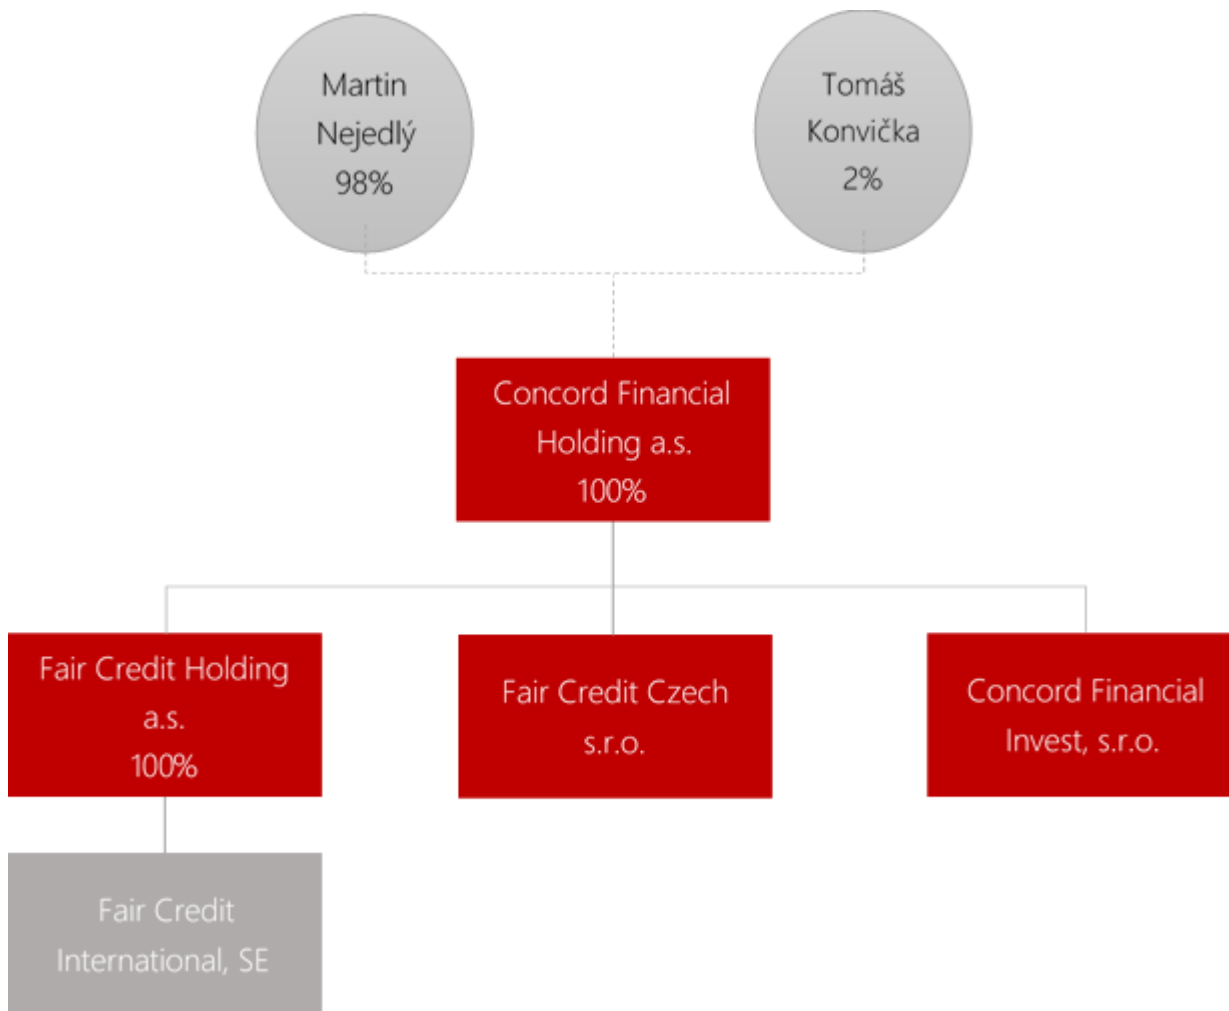 Martin
Nejedlý
98%
Tomáš
Konvička
2%
Concord Financial
Holding a.s.
100%
Fair Credit Holding
a.s.
100%
Fair Credit Czech
s.r.o.
Concord Financial
Invest, s.r.o.
Fair Credit
International, SE